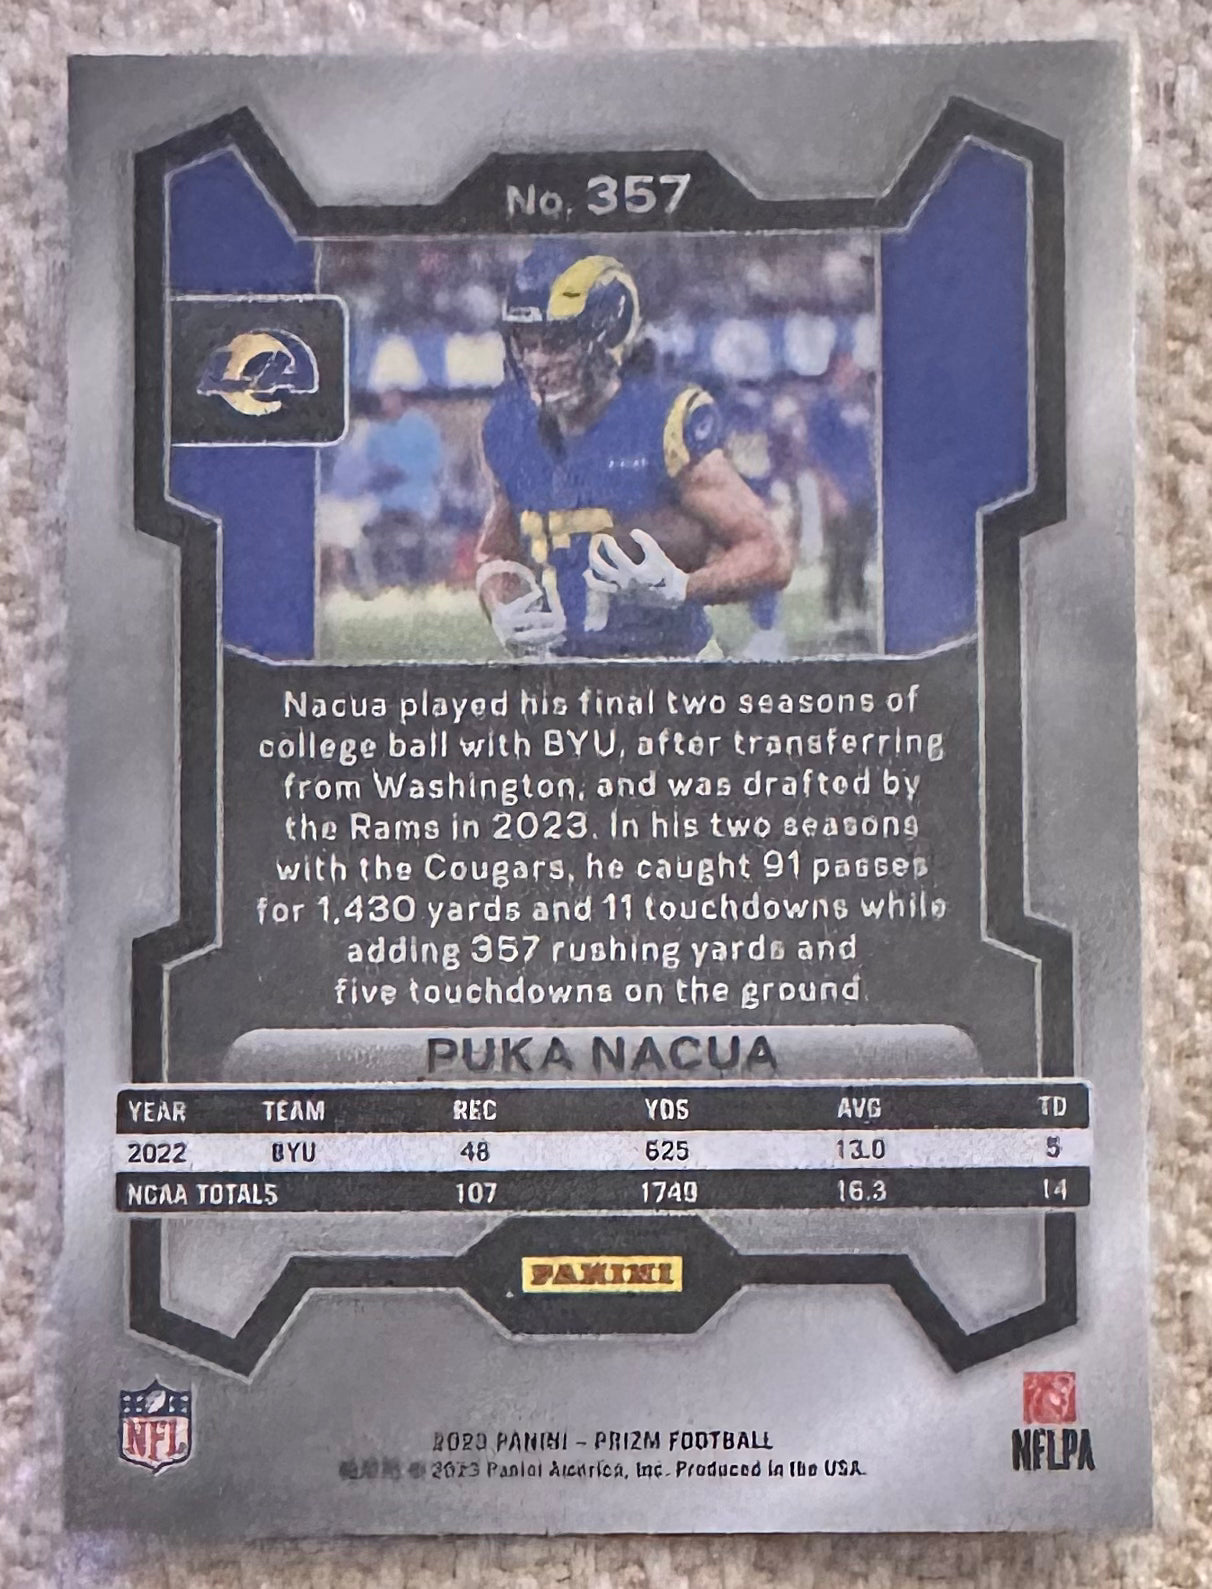 No. 357
Nacua played his final two seasons of
college ball with BYU, after transferring
from Washington, and was drafted by
the Rams in 2023. In his two seasons
with the Cougars, he caught 91 passes
for 1,430 yards and 11 touchdowns while
adding 357 rushing yards and
five touchdowns on the ground.
PUKA NACUA
YEAR TEAM REC YDS AVG TD
2022 BYU 48 625 13.0 5
NCAA TOTALS 107 1749 16.3 14
PANINI
NFL
2023 PANINI – PRIZM FOOTBALL
© 2023 Panini America, Inc. Produced in the USA.
NFLPA